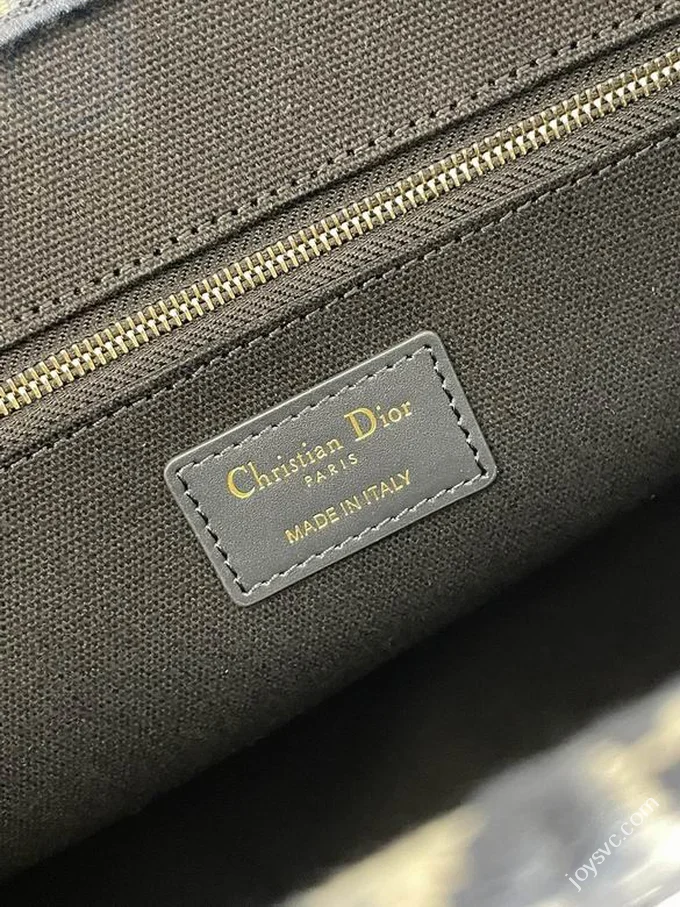 Christian Dior
PARIS
MADE IN ITALY
joysvc.com